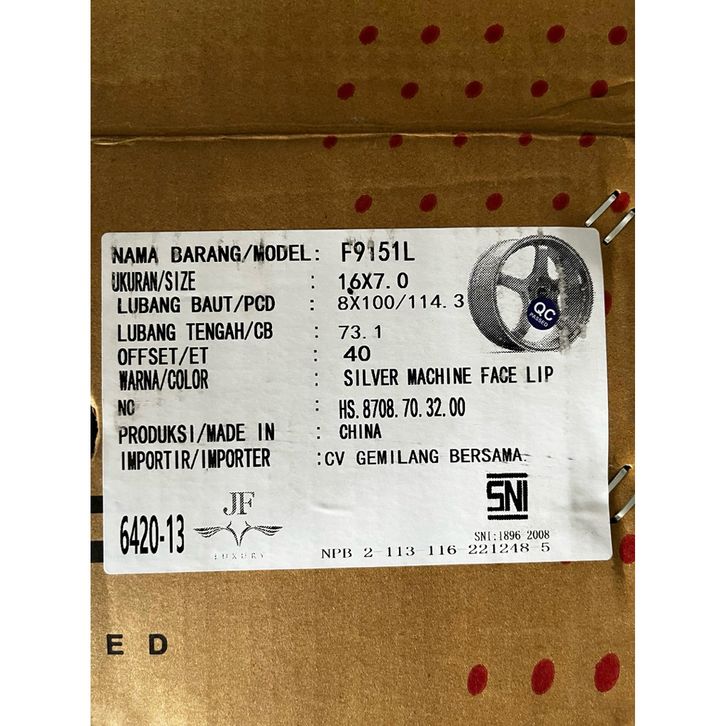 NAMA BARANG/MODEL: F9151L
UKURAN/SIZE : 16X7.0
LUBANG BAUT/PCD : 8X100/114.3
LUBANG TENGAH/CB : 73.1
OFFSET/ET : 40
WARNA/COLOR : SILVER MACHINE FACE LIP
NO : HS.8708.70.32.00
PRODUKSI/MADE IN : CHINA
IMPORTIR/IMPORTER :CV GEMILANG BERSAMA.
QC
PASSED
6420-13
JF
LUXURY
SNI
SNI:1896 2008
NPB 2-113-116-221248-5
ED